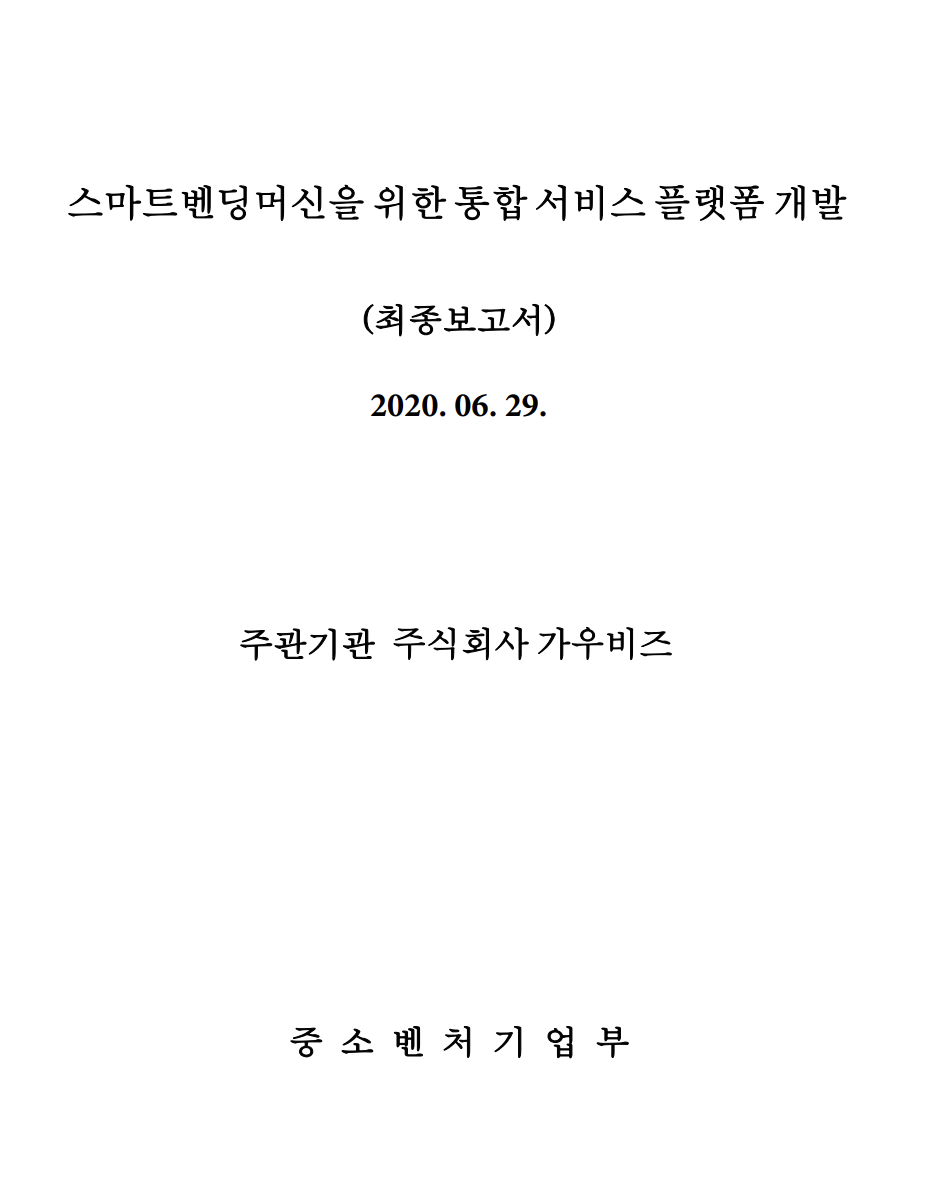 스마트벤딩머신을 위한 통합 서비스 플랫폼 개발
(최종보고서)
2020. 06. 29.
주관기관 주식회사 가우비즈
중 소 벤 처 기 업 부